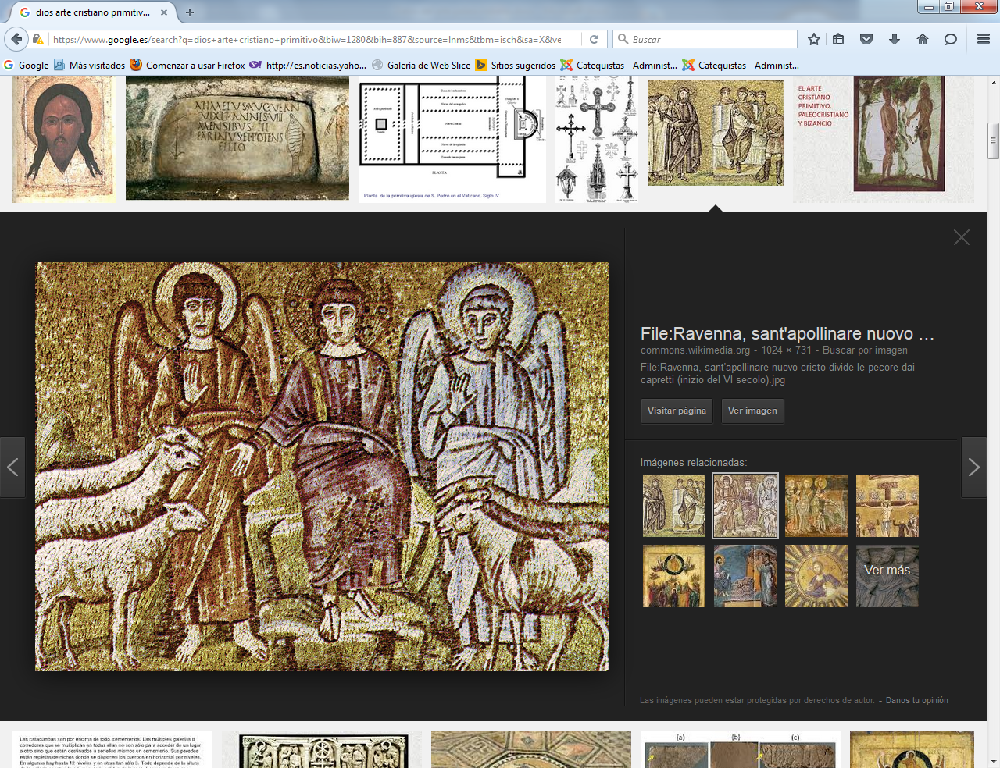 dios arte cristiano primitiv...
https://www.google.es/search?q=dios+arte+cristiano+primitivo&biw=1280&bih=887&source=lnms&tbm=isch&sa=X&ve
Buscar
Google
Más visitados
Comenzar a usar Firefox
http://es.noticias.yaho...
Galería de Web Slice
Sitios sugeridos
Catequistas - Administ...
Catequistas - Administ...
EL ARTE
CRISTIANO
PRIMITIVO.
PALEOCRISTIANO
Y BIZANCIO
PLANTA
Planta de la primitiva iglesia de S. Pedro en el Vaticano. Siglo IV
File:Ravenna, sant'apollinare nuovo ...
commons.wikimedia.org - 1024 × 731 - Buscar por imagen
File:Ravenna, sant'apollinare nuovo cristo divide le pecore dai
capretti (inizio del VI secolo).jpg
Visitar página
Ver imagen
Imágenes relacionadas:
Ver más
Las imágenes pueden estar protegidas por derechos de autor. - Danos tu opinión
Las catacumbas son por encima de todo, cementerios. Las múltiples galerías o
corredores que se multiplican en todas ellas no son sólo para acceder de un lugar
a otro sino que están destinados a ser ellos mismos un cementerio. Sus paredes
están repletas de nichos donde se disponen los cuerpos en horizontal por niveles.
En algunas hay hasta 12 niveles y en otras tan sólo 3. Todo depende de la altura
(a)
(b)
(c)